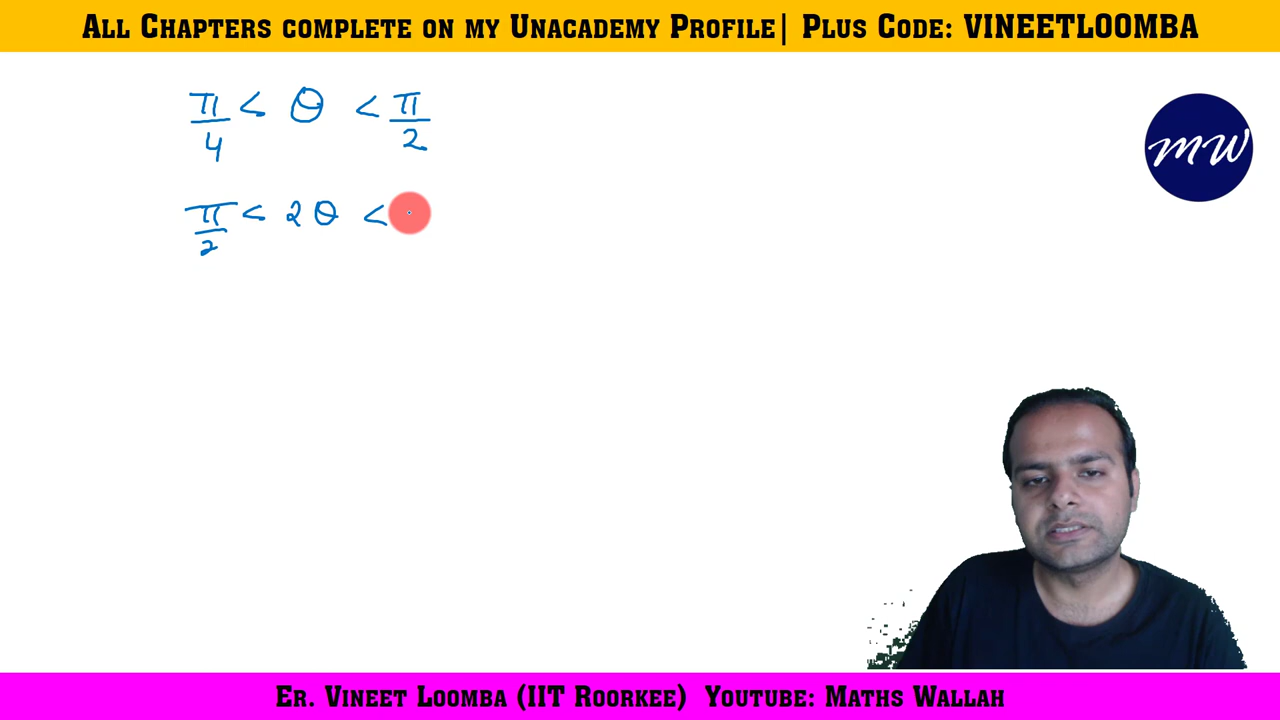 ALL CHAPTERS COMPLETE ON MY UNACADEMY PROFILE| PLUS CODE: VINEETLOOMBA
π/4 < θ < π/2
MW
π/2 < 2θ <
ER. VINEET LOOMBA (IIT ROORKEE) YOUTUBE: MATHS WALLAH